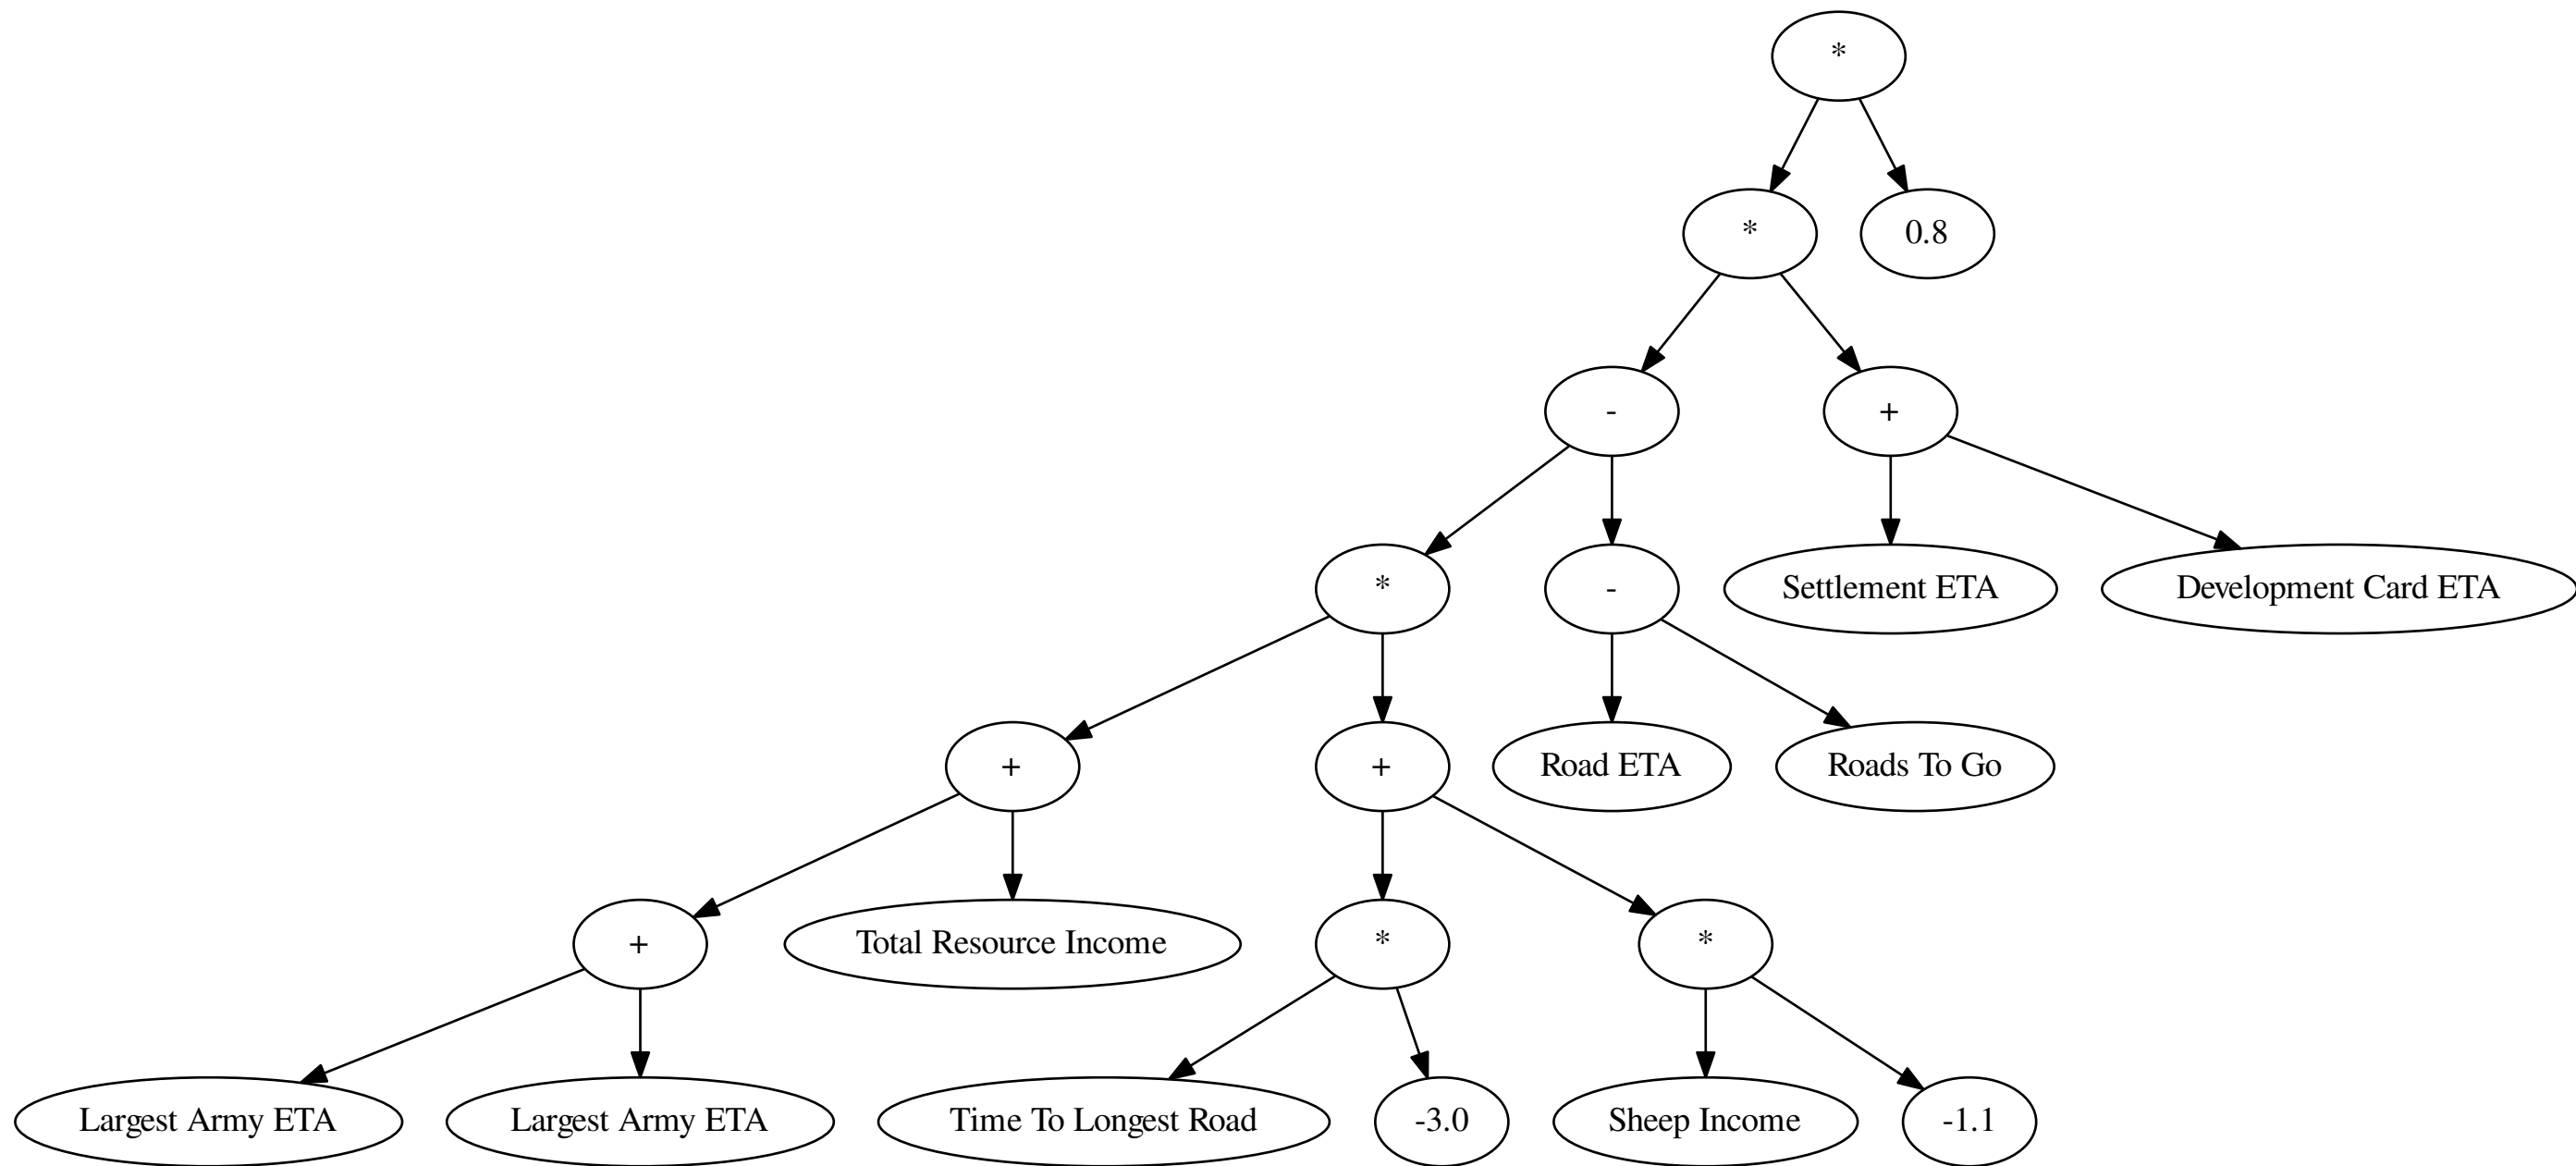 *
*
0.8
-
+
*
-
Settlement ETA
Development Card ETA
+
+
Road ETA
Roads To Go
+
Total Resource Income
*
*
Largest Army ETA
Largest Army ETA
Time To Longest Road
-3.0
Sheep Income
-1.1